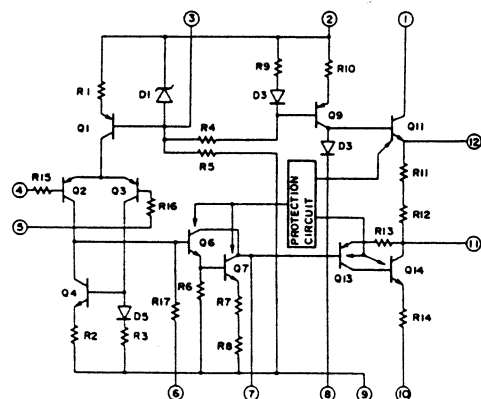 3
2
1
R1
D1
R9
D3
R10
Q1
R4
R5
Q9
D3
Q11
12
R15
4
Q2
Q3
R16
5
PROTECTION
CIRCUIT
R11
R12
R13
11
Q6
Q7
Q13
Q14
Q4
R6
R17
R7
D5
R2
R3
R8
R14
6
7
8
9
10